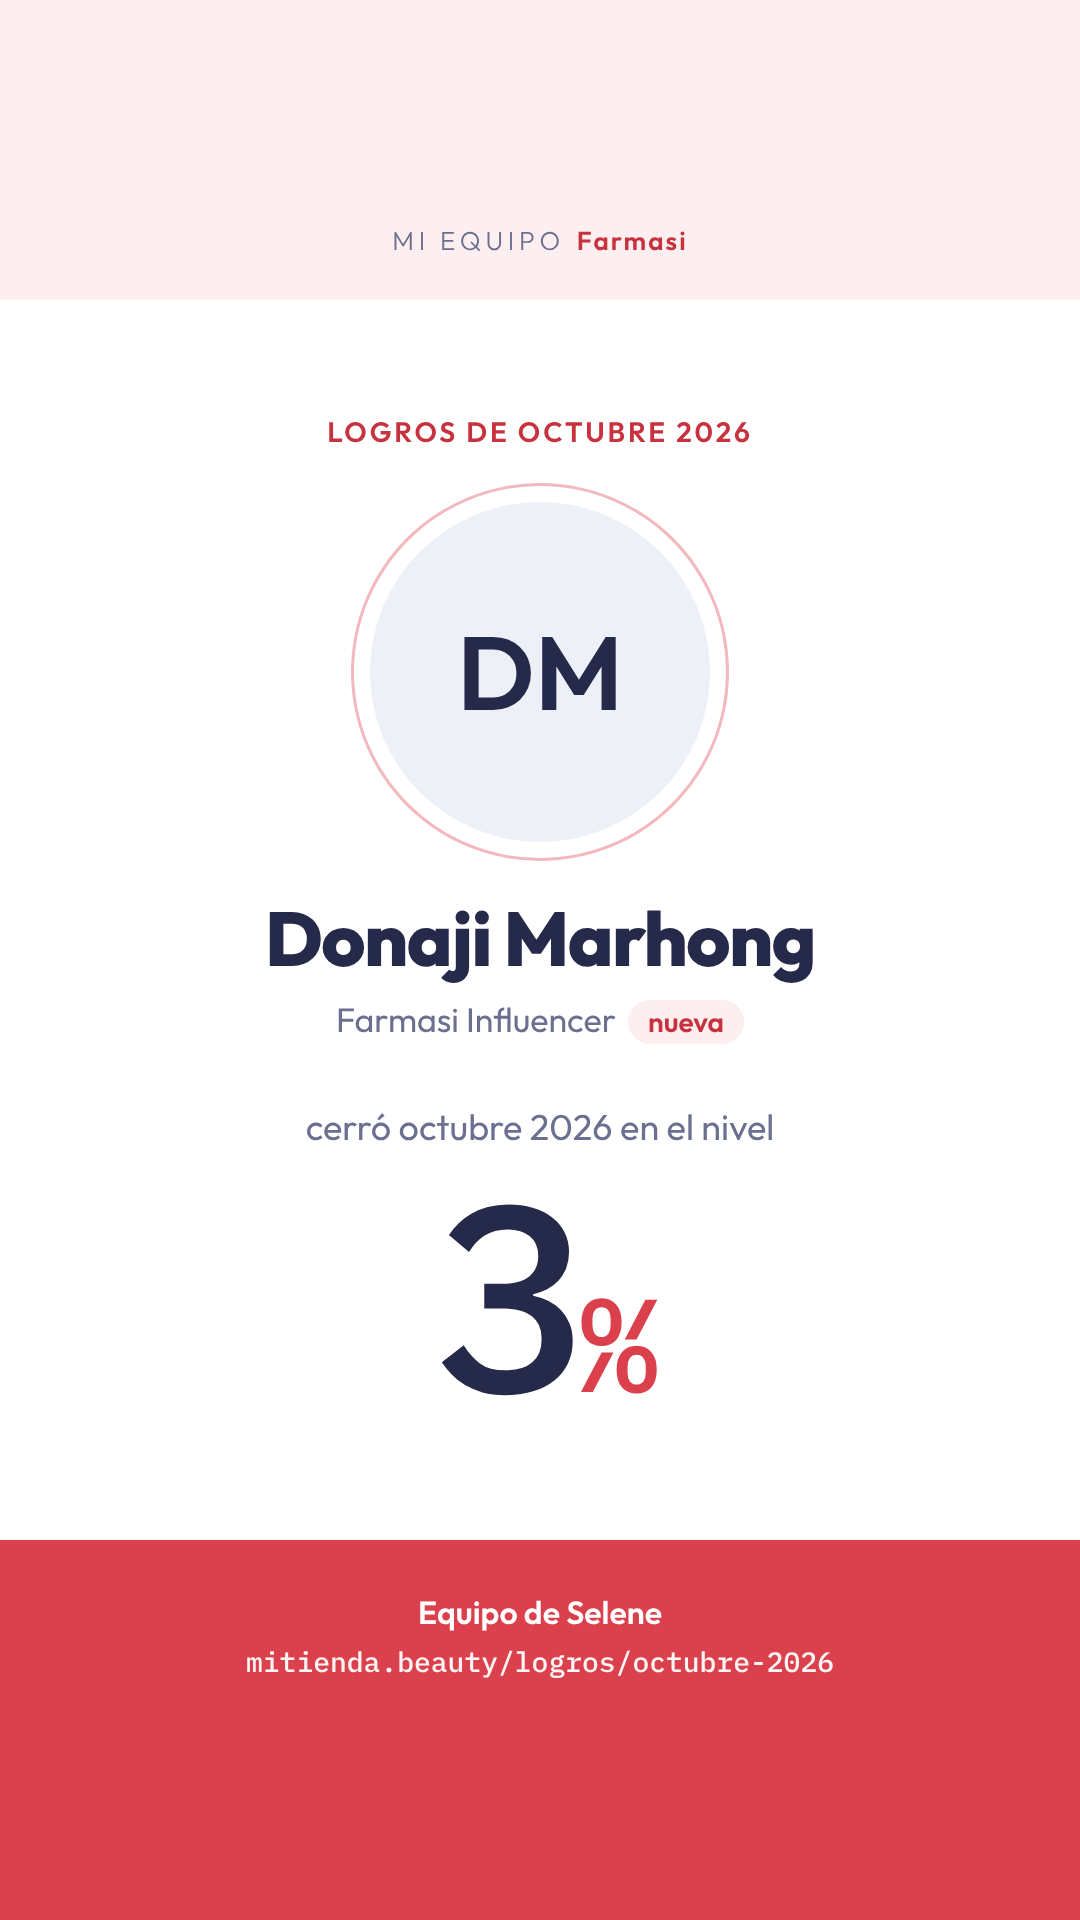 MI EQUIPO Farmasi
LOGROS DE OCTUBRE 2026
DM
Donaji Marhong
Farmasi Influencer nueva
cerró octubre 2026 en el nivel
3%
Equipo de Selene
mitienda.beauty/logros/octubre-2026